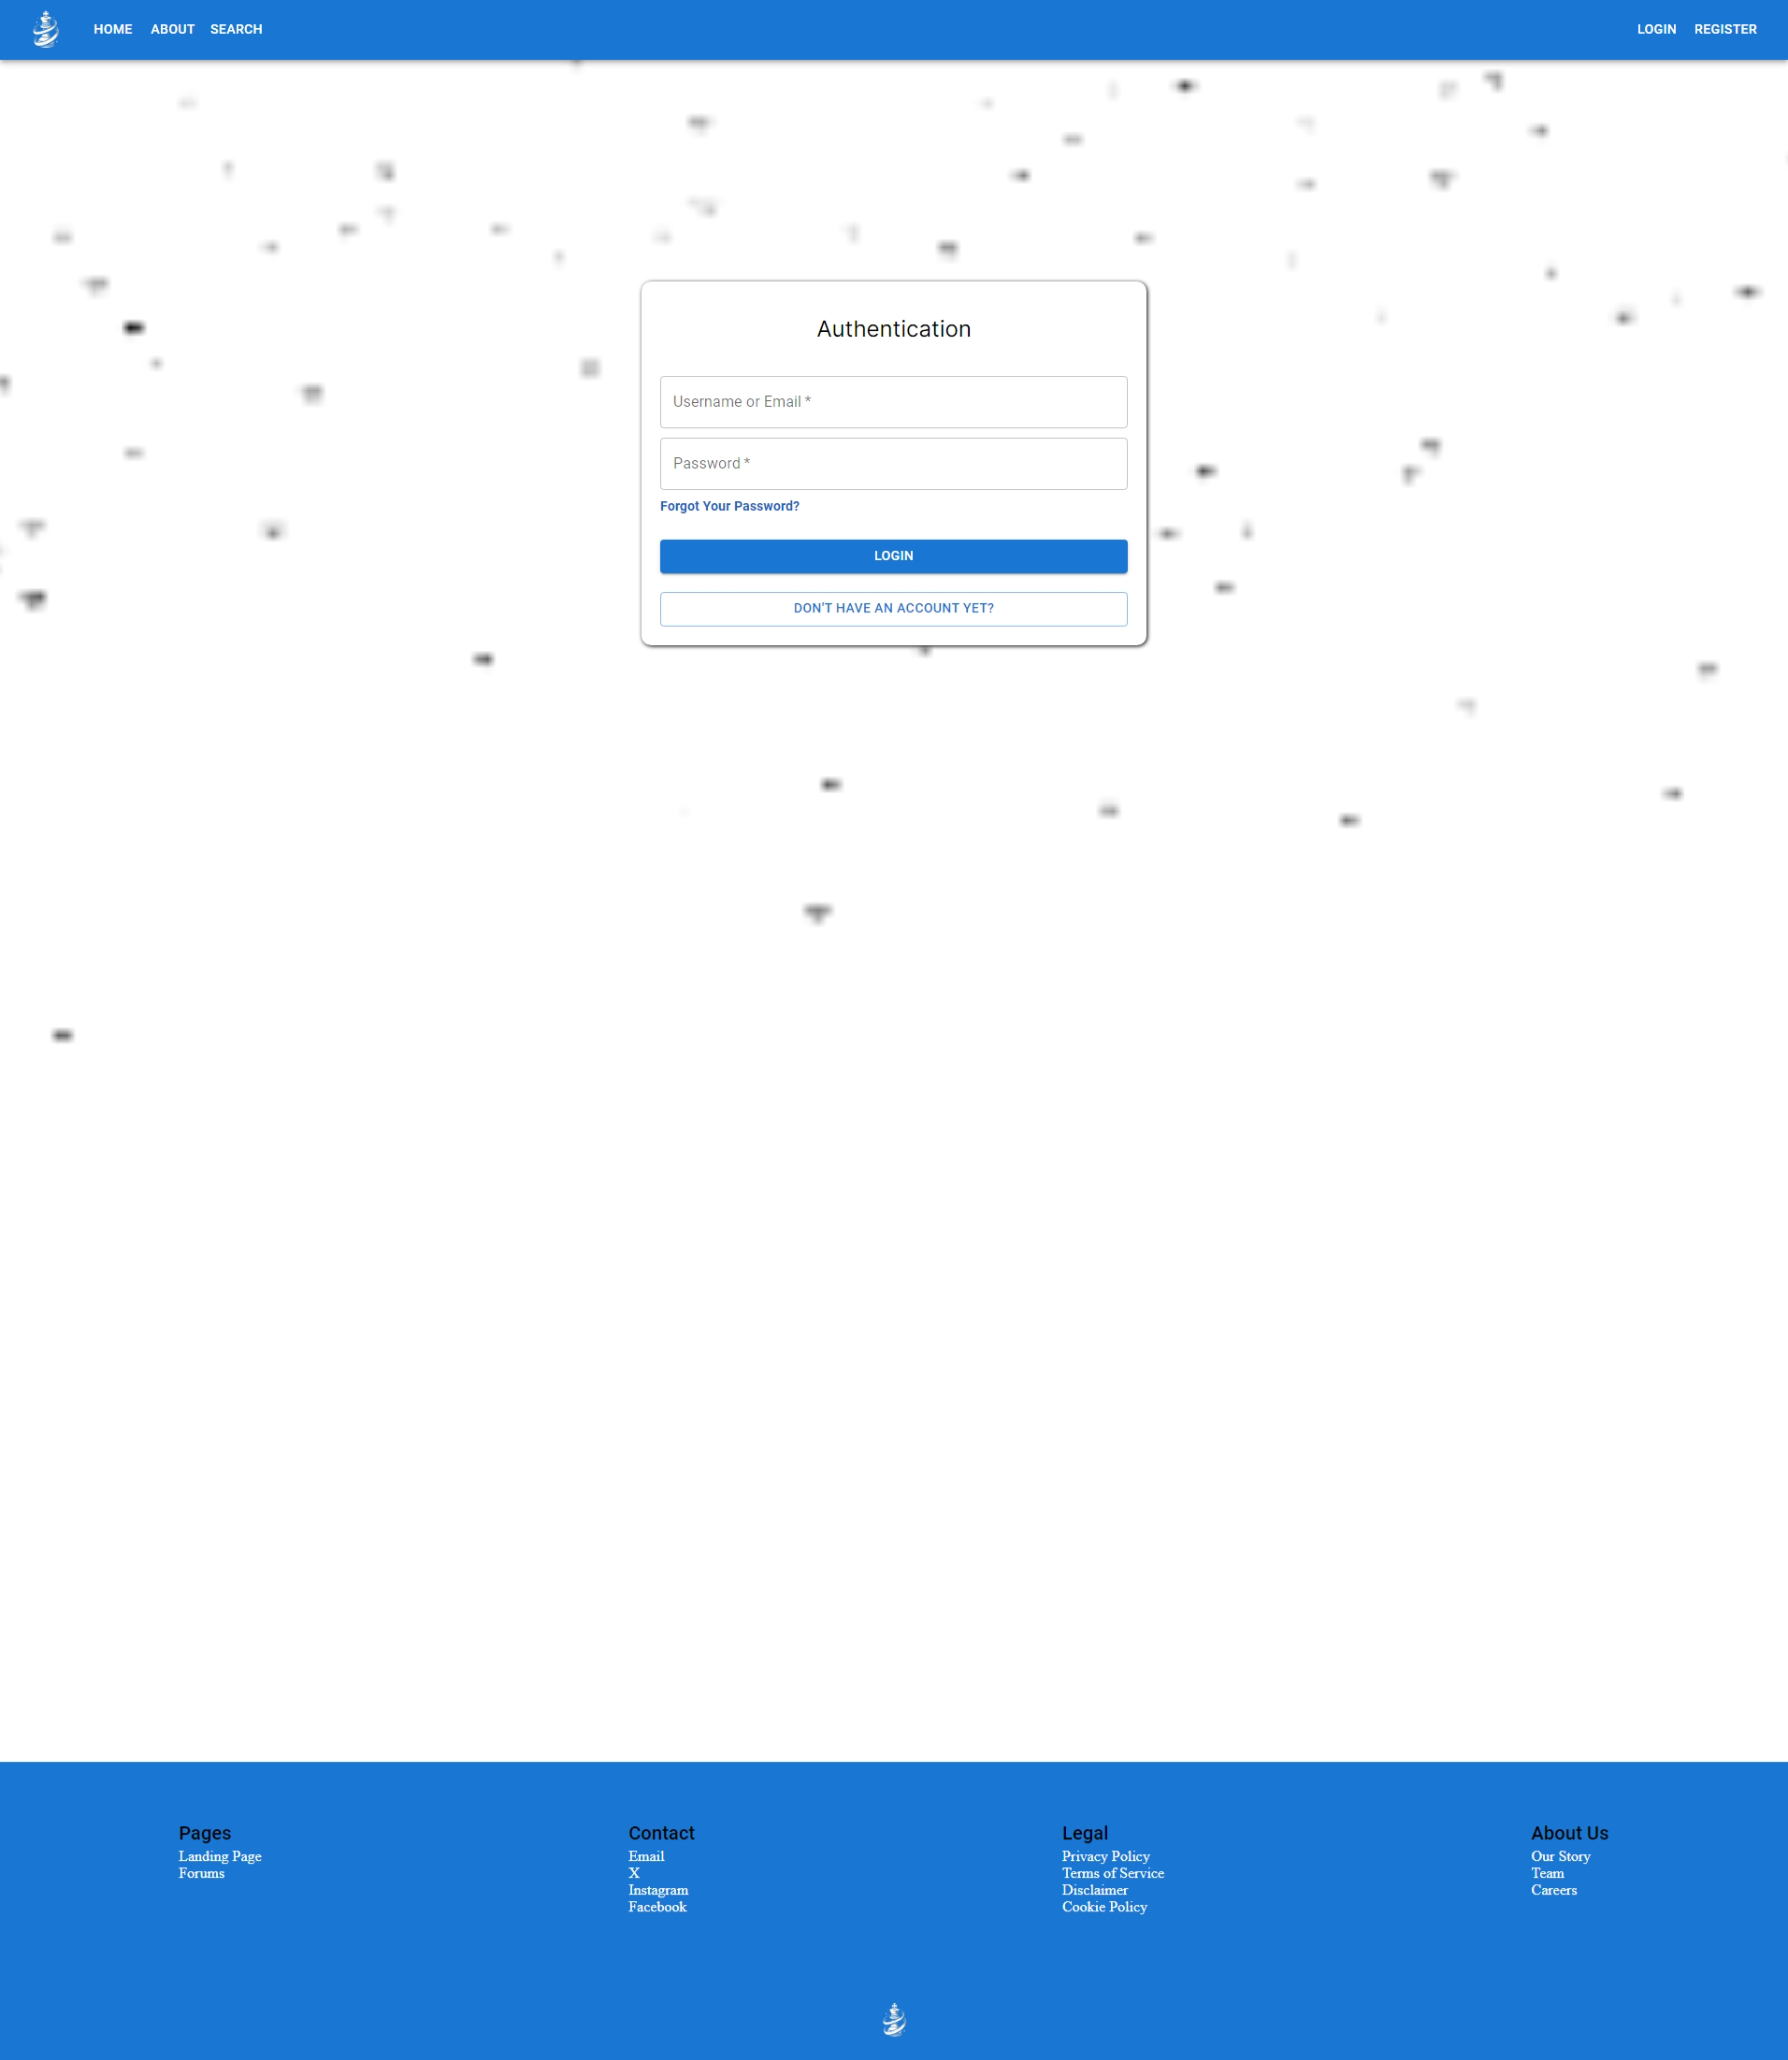 HOME ABOUT SEARCH LOGIN REGISTER
Authentication
Username or Email *
Password *
Forgot Your Password?
LOGIN
DON'T HAVE AN ACCOUNT YET?
Pages
Landing Page
Forums
Contact
Email
X
Instagram
Facebook
Legal
Privacy Policy
Terms of Service
Disclaimer
Cookie Policy
About Us
Our Story
Team
Careers